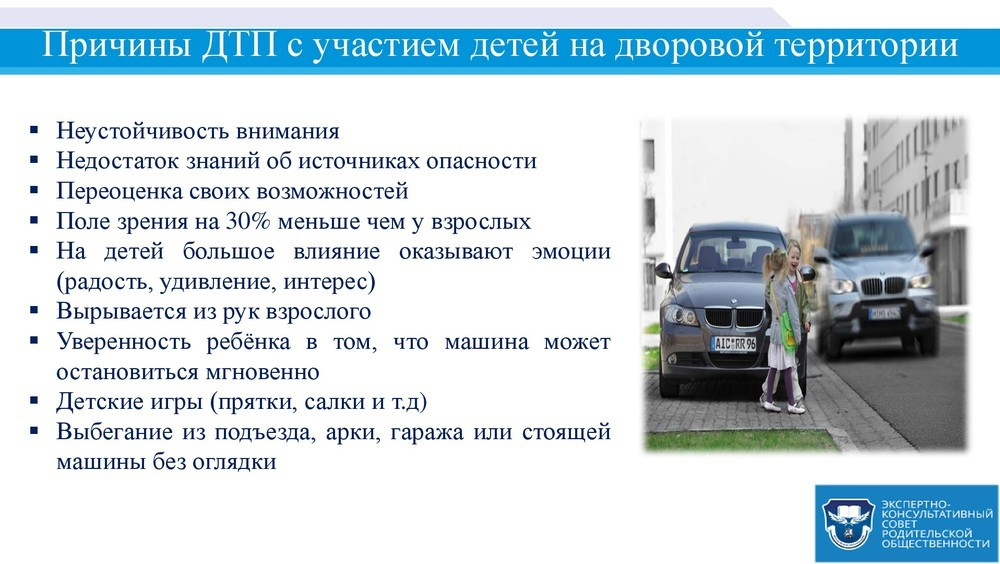 Причины ДТП с участием детей на дворовой территории
▪ Неустойчивость внимания
▪ Недостаток знаний об источниках опасности
▪ Переоценка своих возможностей
▪ Поле зрения на 30% меньше чем у взрослых
▪ На детей большое влияние оказывают эмоции
(радость, удивление, интерес)
▪ Вырывается из рук взрослого
▪ Уверенность ребёнка в том, что машина может
остановиться мгновенно
▪ Детские игры (прятки, салки и т.д)
▪ Выбегание из подъезда, арки, гаража или стоящей
машины без оглядки
AIC RR 96
ЭКСПЕРТНО-
КОНСУЛЬТАТИВНЫЙ
СОВЕТ
РОДИТЕЛЬСКОЙ
ОБЩЕСТВЕННОСТИ